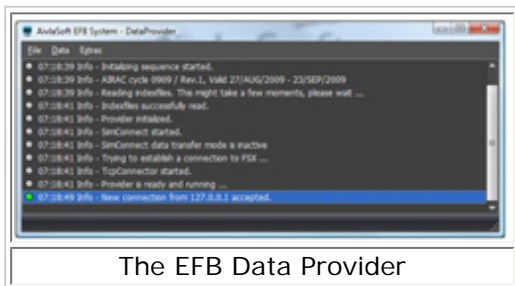 AivlaSoft EFB System - DataProvider
File Data Extras
07:18:39 Info - Initializing sequence started.
07:18:39 Info - AIRAC cycle 0909 / Rev.1, Valid 27/AUG/2009 - 23/SEP/2009
07:18:39 Info - Reading indexfiles. This might take a few moments, please wait ...
07:18:41 Info - Indexfiles successfully read.
07:18:41 Info - Provider initialized.
07:18:41 Info - SimConnect started.
07:18:41 Info - SimConnect data transfer mode is inactive
07:18:41 Info - Trying to establish a connection to FSX ...
07:18:41 Info - TcpConnector started.
07:18:41 Info - Provider is ready and running ...
07:18:49 Info - New connection from 127.0.0.1 accepted.
The EFB Data Provider